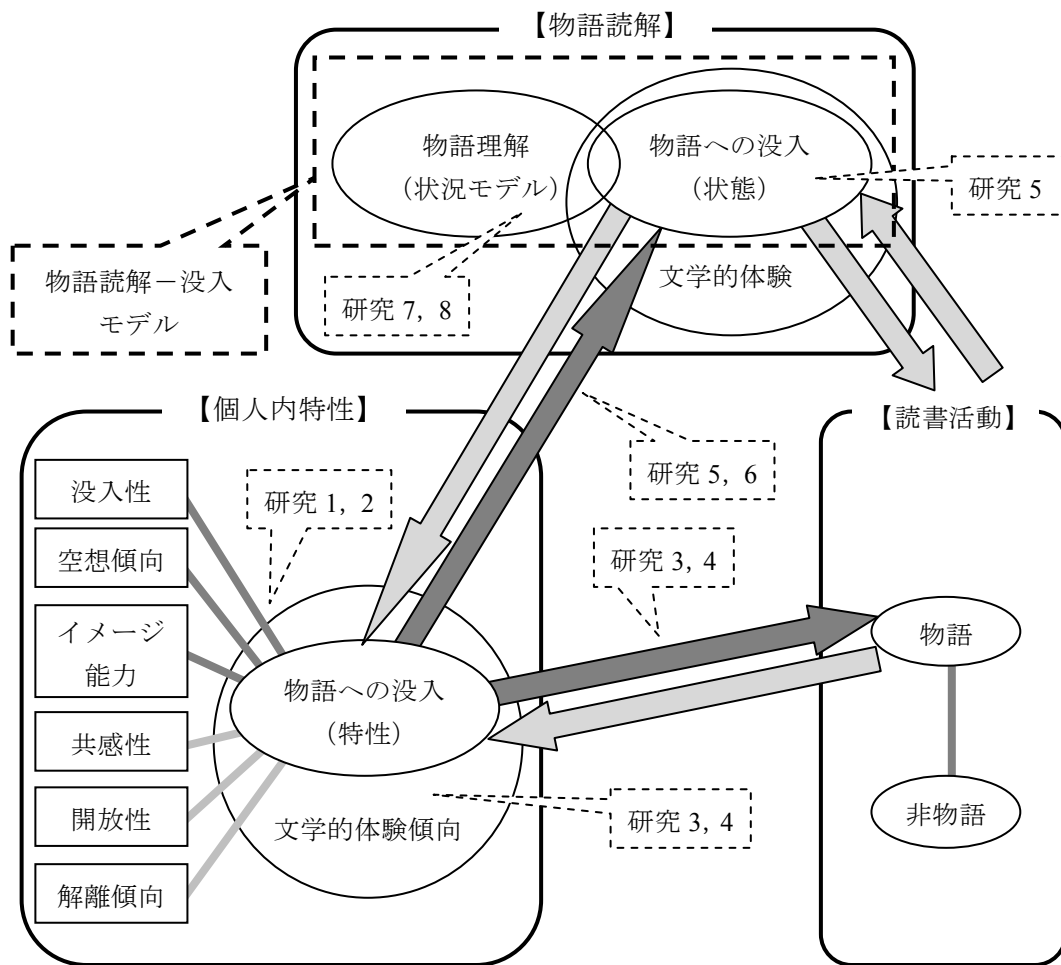 【物語読解】
物語理解
（状況モデル）
物語への没入
（状態）
研究 5
文学的体験
研究 7, 8
物語読解－没入
モデル
【個人内特性】
【読書活動】
没入性
空想傾向
イメージ
能力
共感性
開放性
解離傾向
研究 1, 2
研究 5, 6
研究 3, 4
物語への没入
（特性）
文学的体験傾向
研究 3, 4
物語
非物語